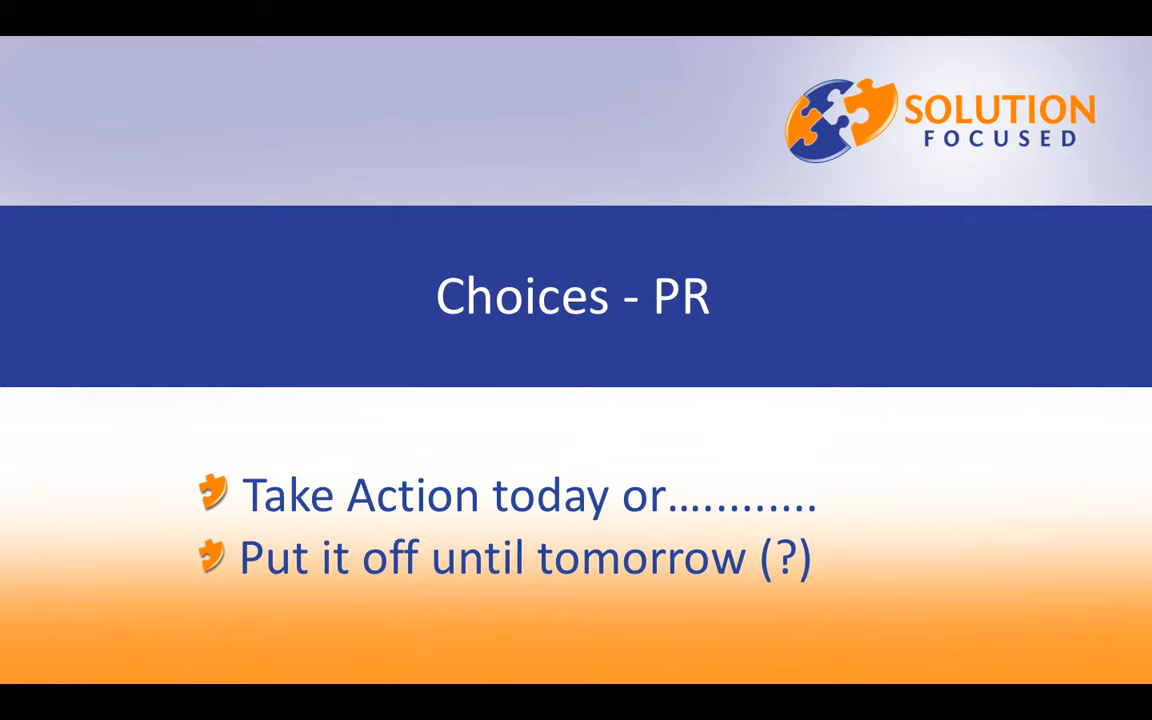 SOLUTION
FOCUSED
Choices - PR
Take Action today or…..........
Put it off until tomorrow (?)